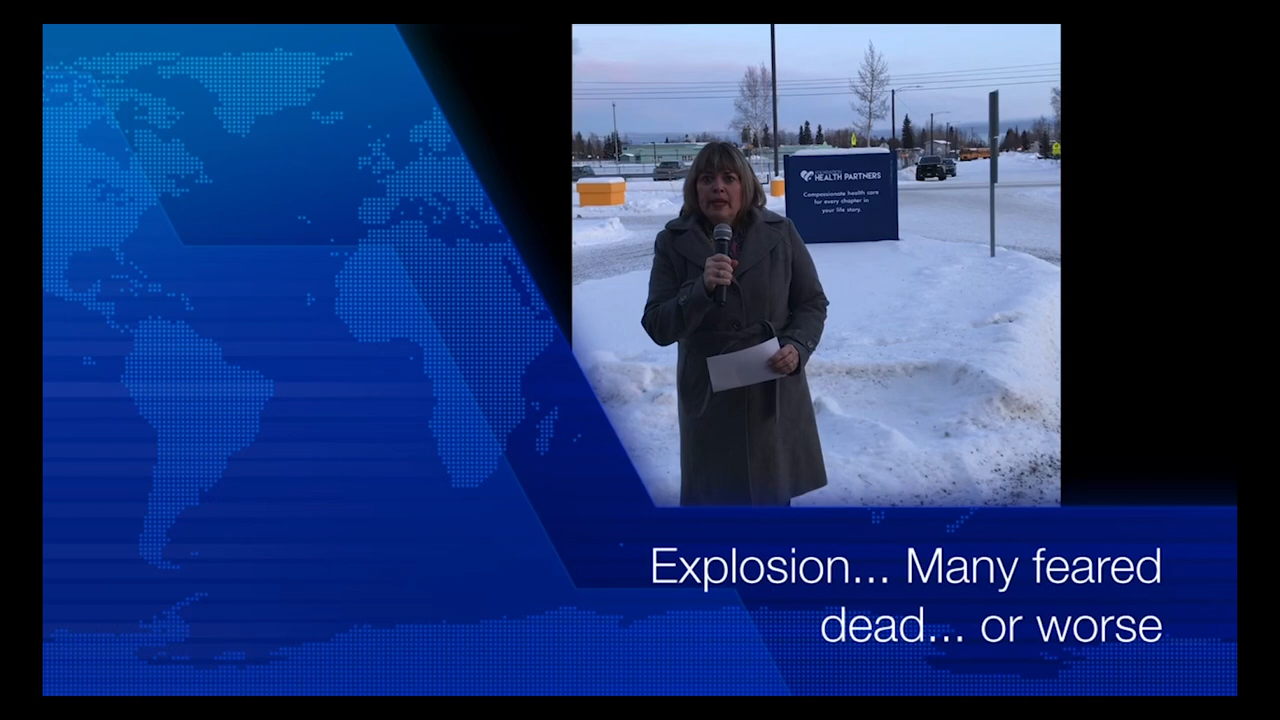 HEALTH PARTNERS
Compassionate health care
for every chapter in
your life story.
Explosion... Many feared
dead... or worse